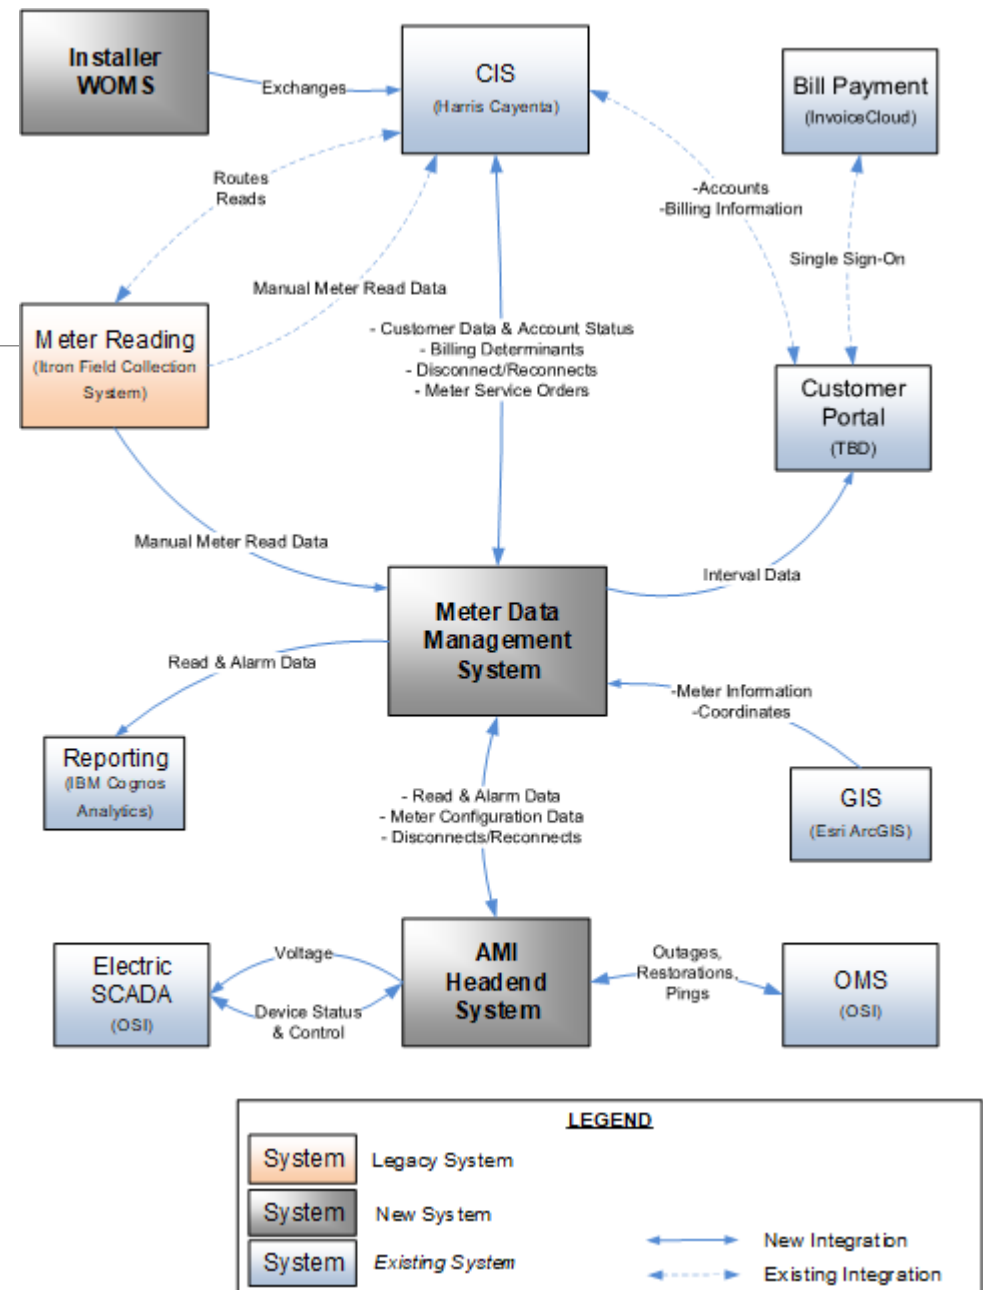 Installer
WOMS
Exchanges
CIS
(Harris Cayenta)
Bill Payment
(InvoiceCloud)
Routes
Reads
-Accounts
-Billing Information
Single Sign-On
Manual Meter Read Data
Meter Reading
(Itron Field Collection
System)
- Customer Data & Account Status
- Billing Determinants
- Disconnect/Reconnects
- Meter Service Orders
Customer
Portal
(TBD)
Manual Meter Read Data
Interval Data
Meter Data
Management
System
Read & Alarm Data
-Meter Information
-Coordinates
Reporting
(IBM Cognos
Analytics)
- Read & Alarm Data
- Meter Configuration Data
- Disconnects/Reconnects
GIS
(Esri ArcGIS)
Electric
SCADA
(OSI)
Voltage
Device Status
& Control
AMI
Headend
System
Outages,
Restorations,
Pings
OMS
(OSI)
LEGEND
System Legacy System
System New System
System Existing System
New Integration
Existing Integration